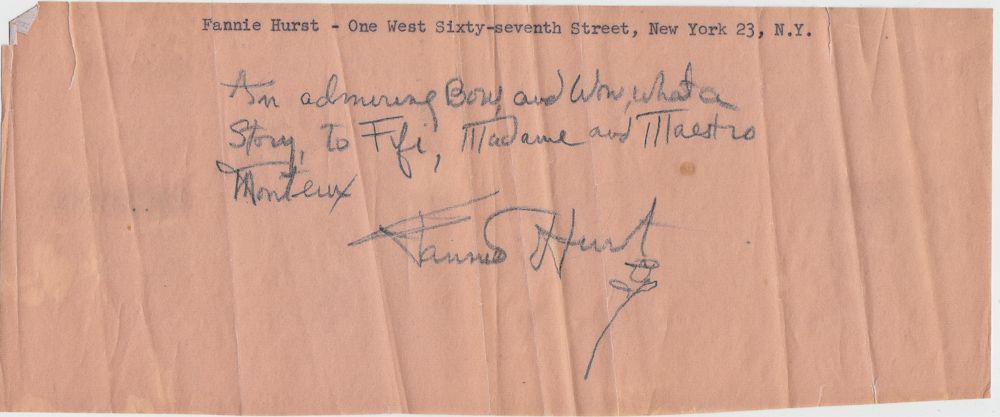 Fannie Hurst - One West Sixty-seventh Street, New York 23, N.Y.
An admiring Bow, and Wow, what a
Story, to Fifi, Madame and Maestro
Monteux
Fannie Hurst